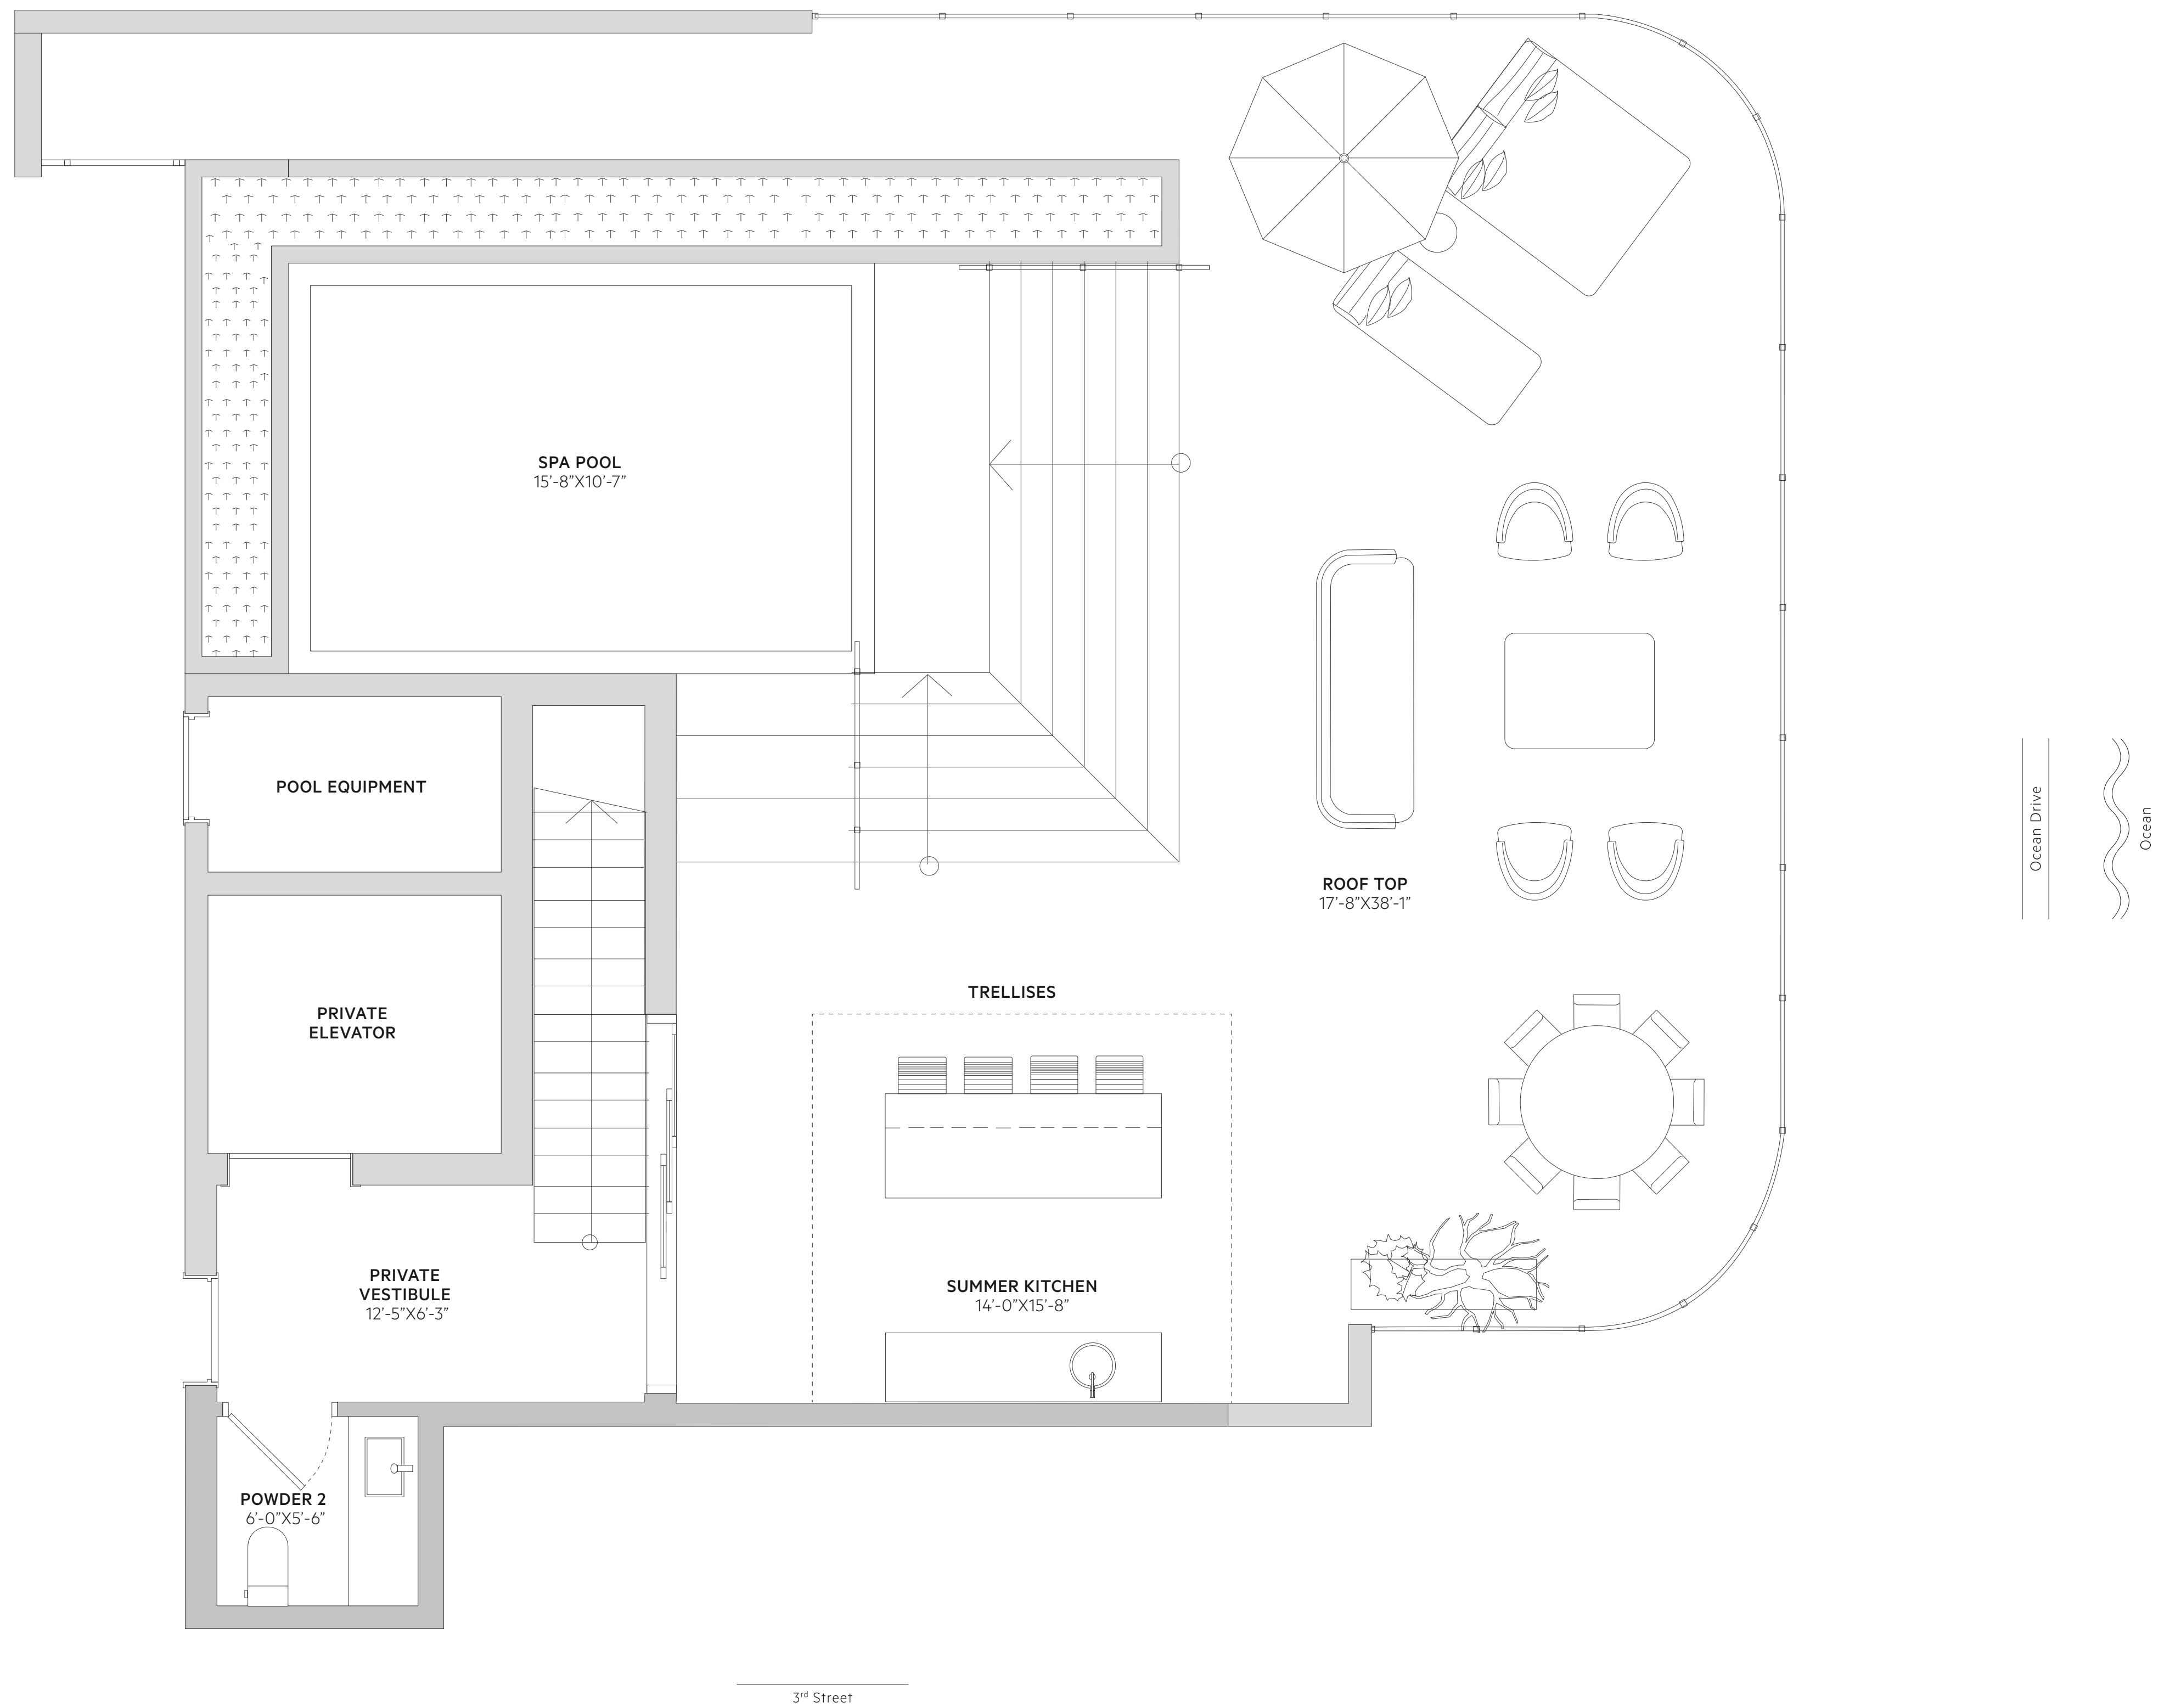 SPA POOL
15'-8"X10'-7"
POOL EQUIPMENT
PRIVATE
ELEVATOR
ROOF TOP
17'-8"X38'-1"
Ocean Drive
Ocean
TRELLISES
PRIVATE
VESTIBULE
12'-5"X6'-3"
SUMMER KITCHEN
14'-0"X15'-8"
POWDER 2
6'-0"X5'-6"
3rd Street